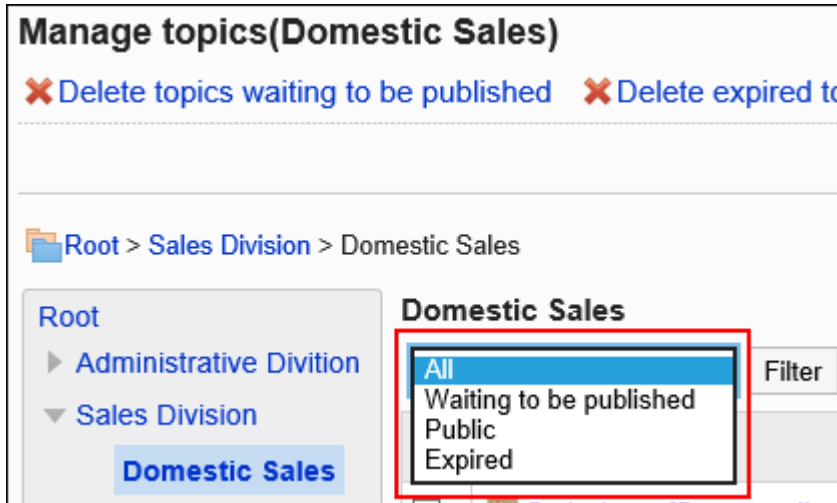 Manage topics(Domestic Sales)
Delete topics waiting to be published Delete expired
Root > Sales Division > Domestic Sales
Root
Administrative Divition
Sales Division
Domestic Sales
Domestic Sales
All
Waiting to be published
Public
Expired
Filter